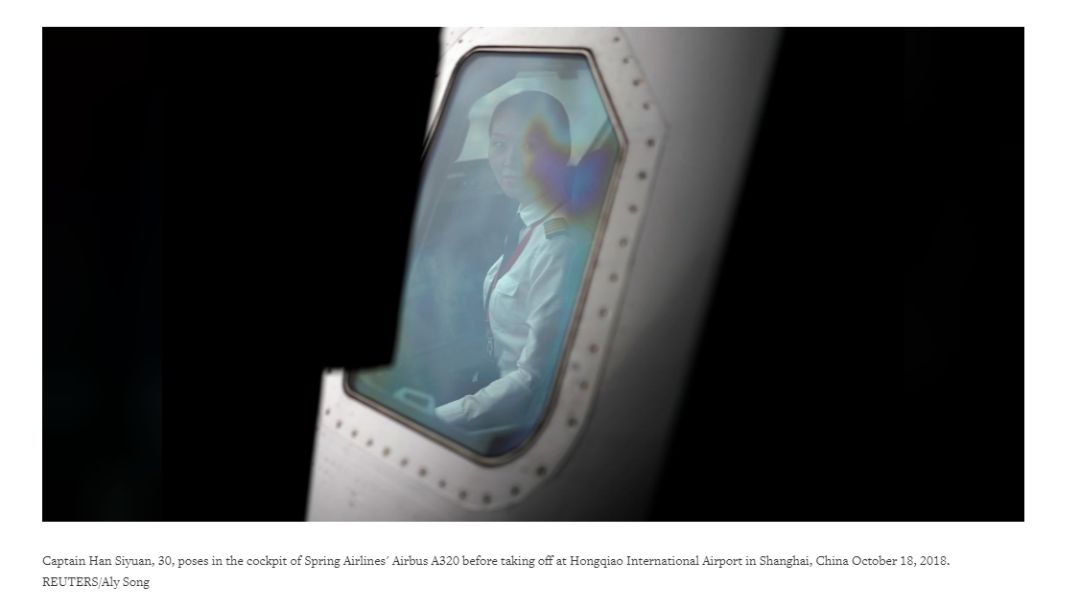 Captain Han Siyuan, 30, poses in the cockpit of Spring Airlines' Airbus A320 before taking off at Hongqiao International Airport in Shanghai, China October 18, 2018.
REUTERS/Aly Song